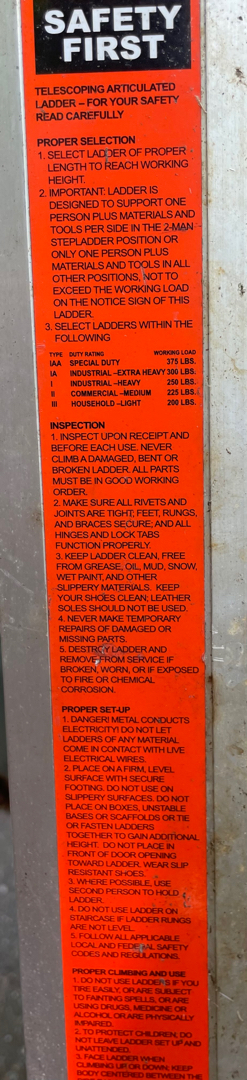 SAFETY
FIRST
TELESCOPING ARTICULATED
LADDER – FOR YOUR SAFETY
READ CAREFULLY
PROPER SELECTION
1. SELECT LADDER OF PROPER
LENGTH TO REACH WORKING
HEIGHT.
2. IMPORTANT: LADDER IS
DESIGNED TO SUPPORT ONE
PERSON PLUS MATERIALS AND
TOOLS PER SIDE IN THE 2-MAN
STEPLADDER POSITION OR
ONLY ONE PERSON PLUS
MATERIALS AND TOOLS IN ALL
OTHER POSITIONS, NOT TO
EXCEED THE WORKING LOAD
ON THE NOTICE SIGN OF THIS
LADDER.
3. SELECT LADDERS WITHIN THE
FOLLOWING
TYPE DUTY RATING WORKING LOAD
IAA SPECIAL DUTY 375 LBS.
IA INDUSTRIAL –EXTRA HEAVY 300 LBS.
I INDUSTRIAL –HEAVY 250 LBS.
II COMMERCIAL –MEDIUM 225 LBS.
III HOUSEHOLD –LIGHT 200 LBS.
INSPECTION
1. INSPECT UPON RECEIPT AND
BEFORE EACH USE. NEVER
CLIMB A DAMAGED, BENT OR
BROKEN LADDER. ALL PARTS
MUST BE IN GOOD WORKING
ORDER.
2. MAKE SURE ALL RIVETS AND
JOINTS ARE TIGHT; FEET, RUNGS,
AND BRACES SECURE; AND ALL
HINGES AND LOCK TABS
FUNCTION PROPERLY.
3. KEEP LADDER CLEAN, FREE
FROM GREASE, OIL, MUD, SNOW,
WET PAINT, AND OTHER
SLIPPERY MATERIALS. KEEP
YOUR SHOES CLEAN; LEATHER
SOLES SHOULD NOT BE USED.
4. NEVER MAKE TEMPORARY
REPAIRS OF DAMAGED OR
MISSING PARTS.
5. DESTROY LADDER AND
REMOVE FROM SERVICE IF
BROKEN, WORN, OR IF EXPOSED
TO FIRE OR CHEMICAL
CORROSION.
PROPER SET-UP
1. DANGER! METAL CONDUCTS
ELECTRICITY! DO NOT LET
LADDERS OF ANY MATERIAL
COME IN CONTACT WITH LIVE
ELECTRICAL WIRES.
2. PLACE ON A FIRM, LEVEL
SURFACE WITH SECURE
FOOTING. DO NOT USE ON
SLIPPERY SURFACES. DO NOT
PLACE ON BOXES, UNSTABLE
BASES OR SCAFFOLDS OR TIE
OR FASTEN LADDERS
TOGETHER TO GAIN ADDITIONAL
HEIGHT. DO NOT PLACE IN
FRONT OF DOOR OPENING
TOWARD LADDER. WEAR SLIP
RESISTANT SHOES.
3. WHERE POSSIBLE, USE
SECOND PERSON TO HOLD
LADDER.
4. DO NOT USE LADDER ON
STAIRCASE IF LADDER RUNGS
ARE NOT LEVEL.
5. FOLLOW ALL APPLICABLE
LOCAL AND FEDERAL SAFETY
CODES AND REGULATIONS.
PROPER CLIMBING AND USE
1. DO NOT USE LADDERS IF YOU
TIRE EASILY, OR ARE SUBJECT
TO FAINTING SPELLS, OR ARE
USING DRUGS, MEDICINE OR
ALCOHOL OR ARE PHYSICALLY
IMPAIRED.
2. TO PROTECT CHILDREN, DO
NOT LEAVE LADDER SET UP AND
UNATTENDED.
3. FACE LADDER WHEN
CLIMBING UP OR DOWN; KEEP
BODY CENTERED BETWEEN THE